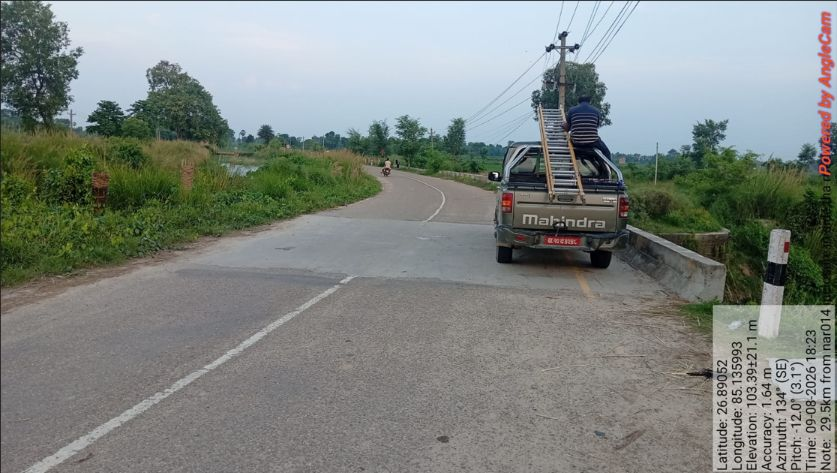 Mahindra
Powered by AngleCam
Latitude: 26.89052
Longitude: 85.135993
Elevation: 103.39±21.1 m
Accuracy: 1.64 m
Azimuth: 134° (SE)
Pitch: -12.0° (3.1°)
Time: 09-08-2026 18:23
Note: 29.5km from nar014